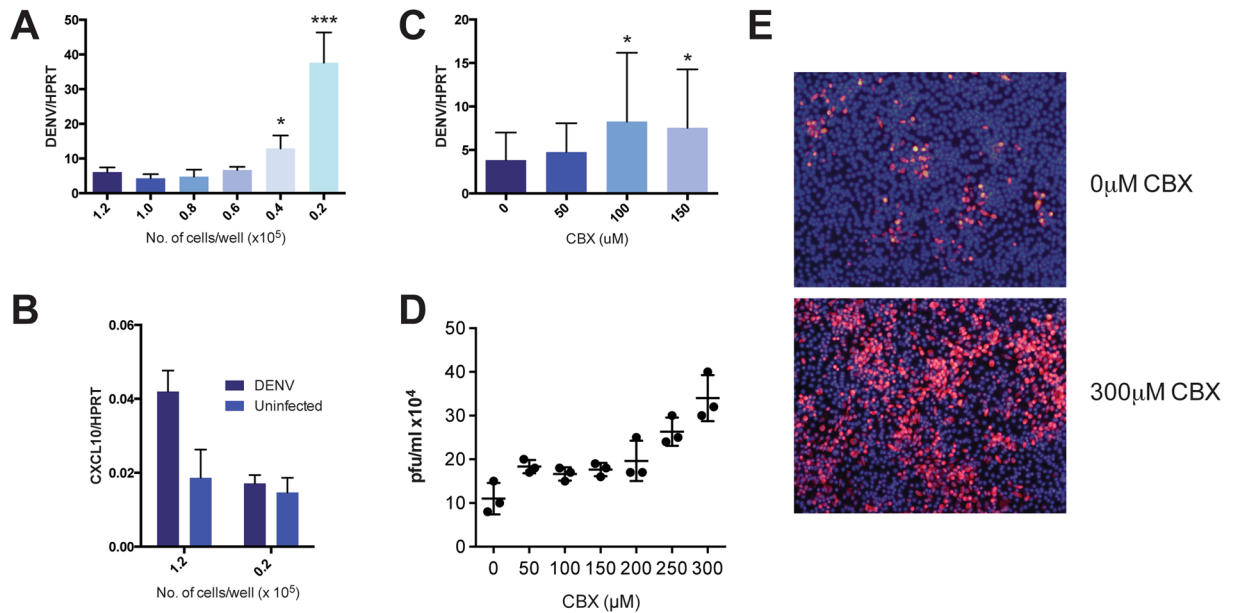 A
DENV/HPRT
50
40
30
20
10
0
*
***
1.2
1.0
0.8
0.6
0.4
0.2
No. of cells/well (x10⁵)
B
CXCL10/HPRT
0.06
0.04
0.02
0.00
DENV
Uninfected
1.2
0.2
No. of cells/well (x 10⁵)
C
DENV/HPRT
20
15
10
5
0
*
*
0
50
100
150
CBX (uM)
D
pfu/ml x10⁴
50
40
30
20
10
0
0 50 100 150 200 250 300
CBX (µM)
E
0µM CBX
300µM CBX